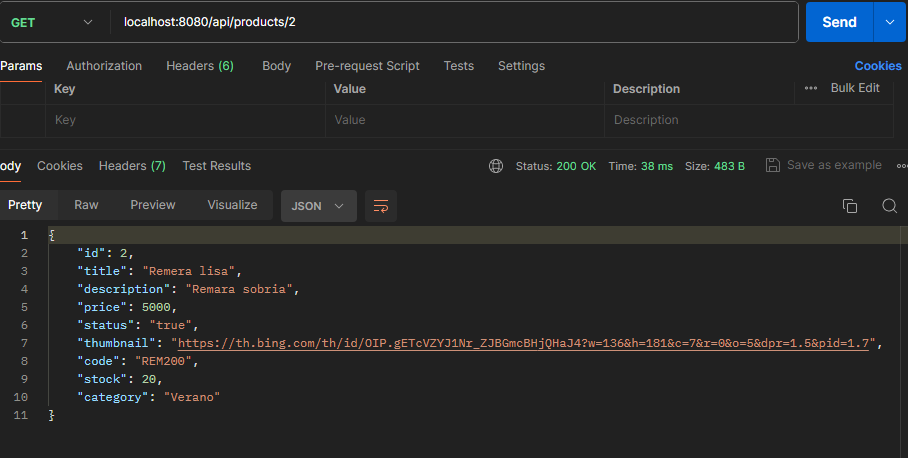 GET localhost:8080/api/products/2 Send
Params Authorization Headers (6) Body Pre-request Script Tests Settings Cookies
Key Value Description Bulk Edit
Key Value Description
ody Cookies Headers (7) Test Results Status: 200 OK Time: 38 ms Size: 483 B Save as example
Pretty Raw Preview Visualize JSON
1 {
2 "id": 2,
3 "title": "Remera lisa",
4 "description": "Remara sobria",
5 "price": 5000,
6 "status": "true",
7 "thumbnail": "https://th.bing.com/th/id/OIP.gETcVZYJ1Nr_ZJBGmcBHjQHaJ4?w=136&h=181&c=7&r=0&o=5&dpr=1.5&pid=1.7",
8 "code": "REM200",
9 "stock": 20,
10 "category": "Verano"
11 }